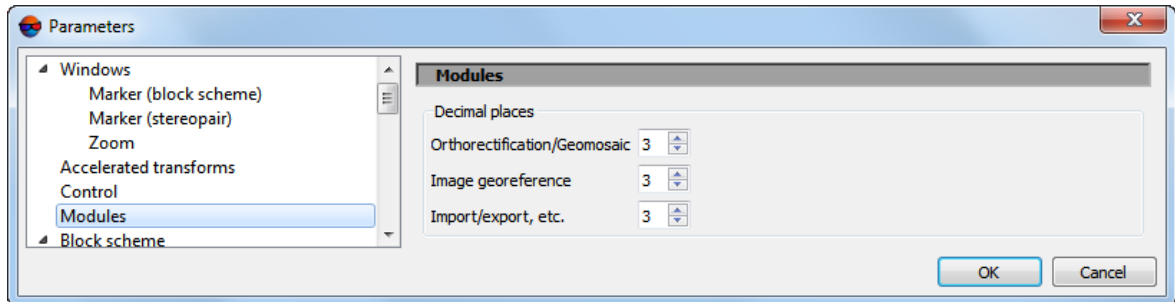 Parameters
Windows
Marker (block scheme)
Marker (stereopair)
Zoom
Accelerated transforms
Control
Modules
Block scheme
Modules
Decimal places
Orthorectification/Geomosaic 3
Image georeference 3
Import/export, etc. 3
OK Cancel